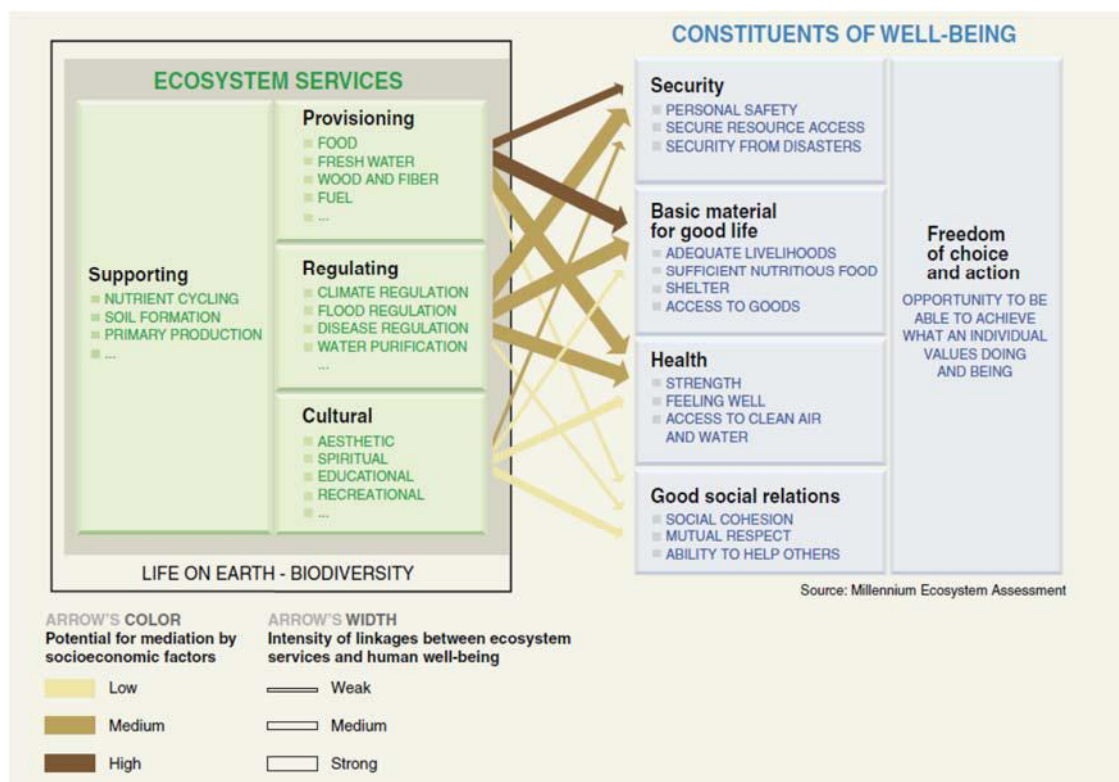 CONSTITUENTS OF WELL-BEING
ECOSYSTEM SERVICES
Supporting
NUTRIENT CYCLING
SOIL FORMATION
PRIMARY PRODUCTION
...
Provisioning
FOOD
FRESH WATER
WOOD AND FIBER
FUEL
...
Regulating
CLIMATE REGULATION
FLOOD REGULATION
DISEASE REGULATION
WATER PURIFICATION
...
Cultural
AESTHETIC
SPIRITUAL
EDUCATIONAL
RECREATIONAL
...
LIFE ON EARTH - BIODIVERSITY
Security
PERSONAL SAFETY
SECURE RESOURCE ACCESS
SECURITY FROM DISASTERS
Basic material
for good life
ADEQUATE LIVELIHOODS
SUFFICIENT NUTRITIOUS FOOD
SHELTER
ACCESS TO GOODS
Health
STRENGTH
FEELING WELL
ACCESS TO CLEAN AIR
AND WATER
Good social relations
SOCIAL COHESION
MUTUAL RESPECT
ABILITY TO HELP OTHERS
Freedom
of choice
and action
OPPORTUNITY TO BE
ABLE TO ACHIEVE
WHAT AN INDIVIDUAL
VALUES DOING
AND BEING
Source: Millennium Ecosystem Assessment
ARROW'S COLOR
Potential for mediation by
socioeconomic factors
Low
Medium
High
ARROW'S WIDTH
Intensity of linkages between ecosystem
services and human well-being
Weak
Medium
Strong